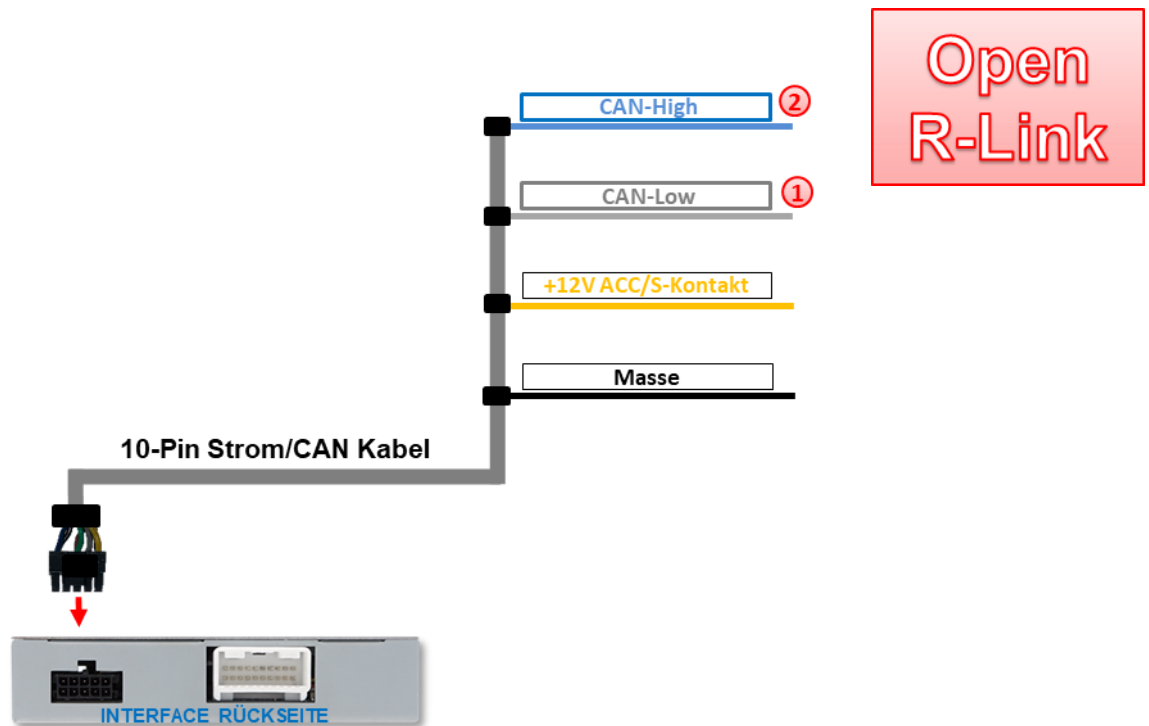 Open
R-Link
CAN-High
2
CAN-Low
1
+12V ACC/S-Kontakt
Masse
10-Pin Strom/CAN Kabel
INTERFACE RÜCKSEITE